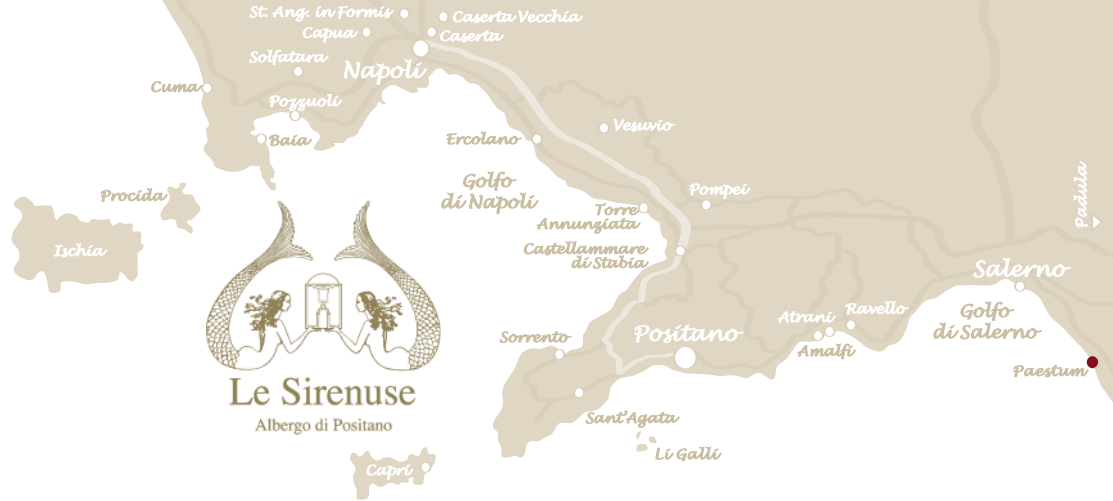 St. Ang. in Formis
Caserta Vecchia
Capua
Caserta
Solfatara
Napoli
Cuma
Pozzuoli
Vesuvio
Baia
Ercolano
Procida
Golfo
di Napoli
Pompei
Padula
Torre
Annunziata
Ischia
Castellammare
di Stabia
Salerno
Golfo
di Salerno
Ravello
Atrani
Amalfi
Positano
Sorrento
Paestum
Le Sirenuse
Albergo di Positano
Sant'Agata
Li Galli
Capri